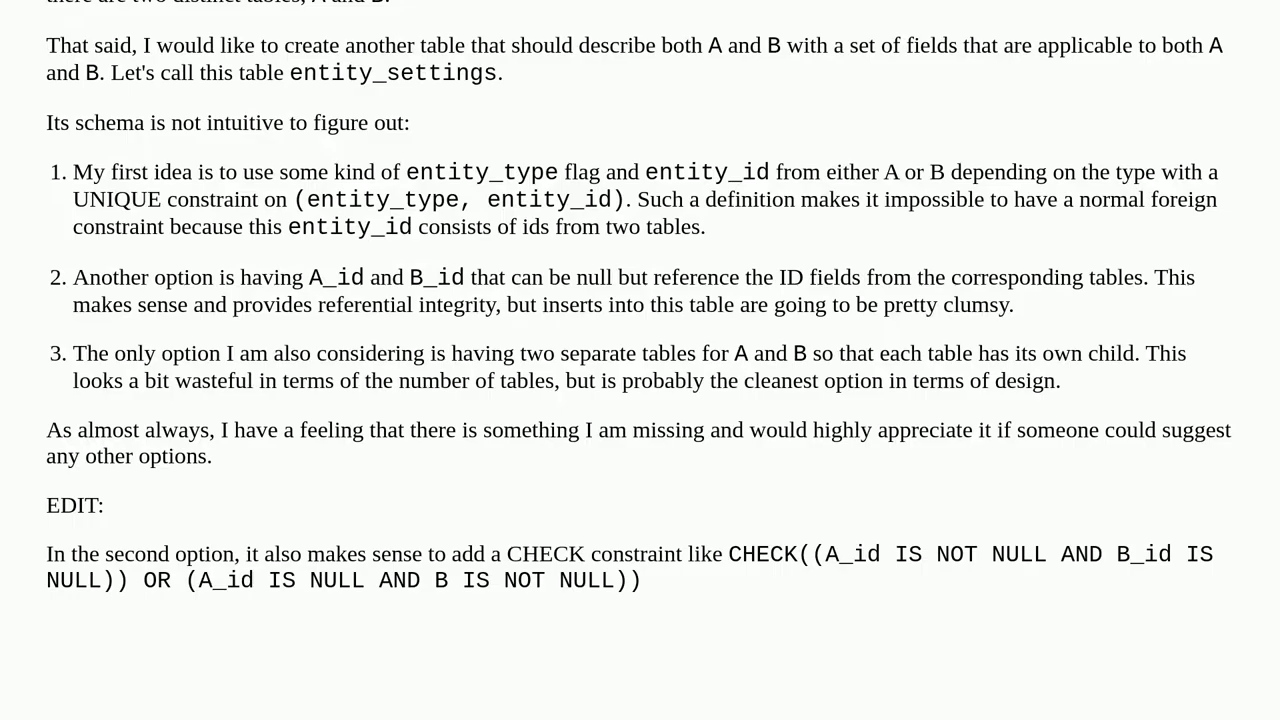 there are two distinct tables, A and B.
That said, I would like to create another table that should describe both A and B with a set of fields that are applicable to both A
and B. Let's call this table entity_settings.
Its schema is not intuitive to figure out:
1. My first idea is to use some kind of entity_type flag and entity_id from either A or B depending on the type with a
UNIQUE constraint on (entity_type, entity_id). Such a definition makes it impossible to have a normal foreign
constraint because this entity_id consists of ids from two tables.
2. Another option is having A_id and B_id that can be null but reference the ID fields from the corresponding tables. This
makes sense and provides referential integrity, but inserts into this table are going to be pretty clumsy.
3. The only option I am also considering is having two separate tables for A and B so that each table has its own child. This
looks a bit wasteful in terms of the number of tables, but is probably the cleanest option in terms of design.
As almost always, I have a feeling that there is something I am missing and would highly appreciate it if someone could suggest
any other options.
EDIT:
In the second option, it also makes sense to add a CHECK constraint like CHECK((A_id IS NOT NULL AND B_id IS
NULL)) OR (A_id IS NULL AND B IS NOT NULL))